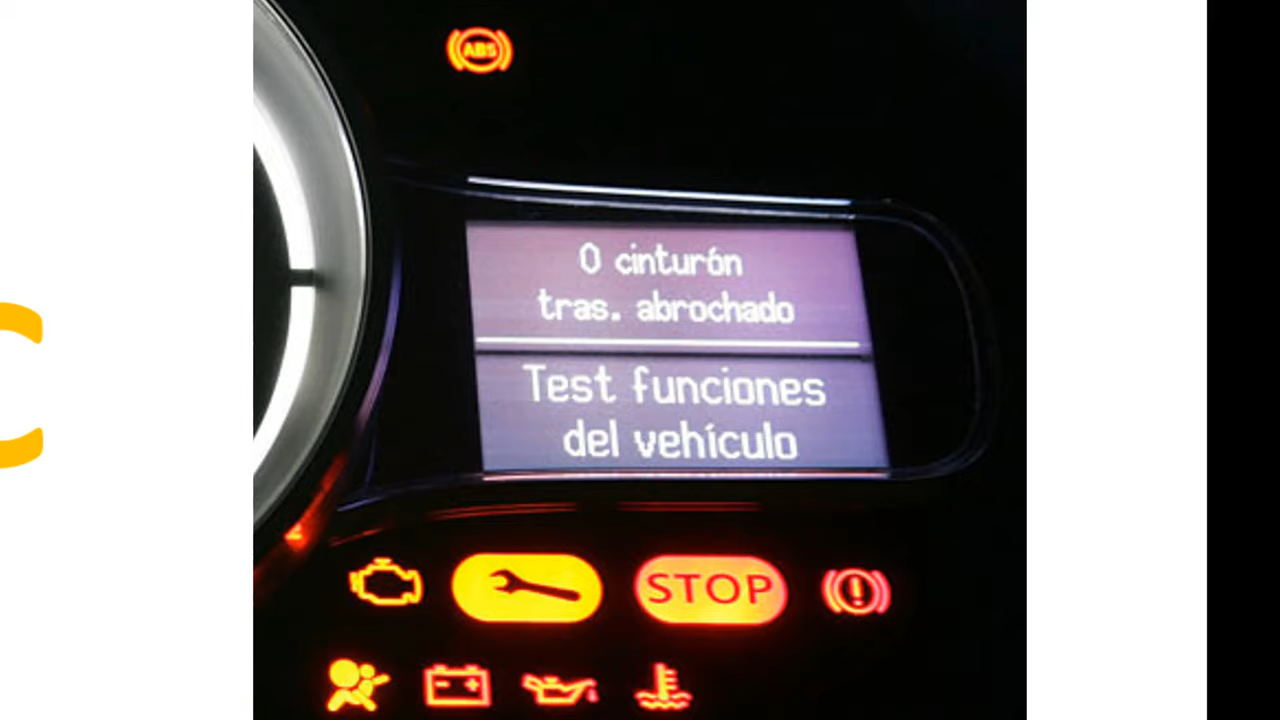 ABS
0 cinturón
tras. abrochado
Test funciones
del vehículo
STOP